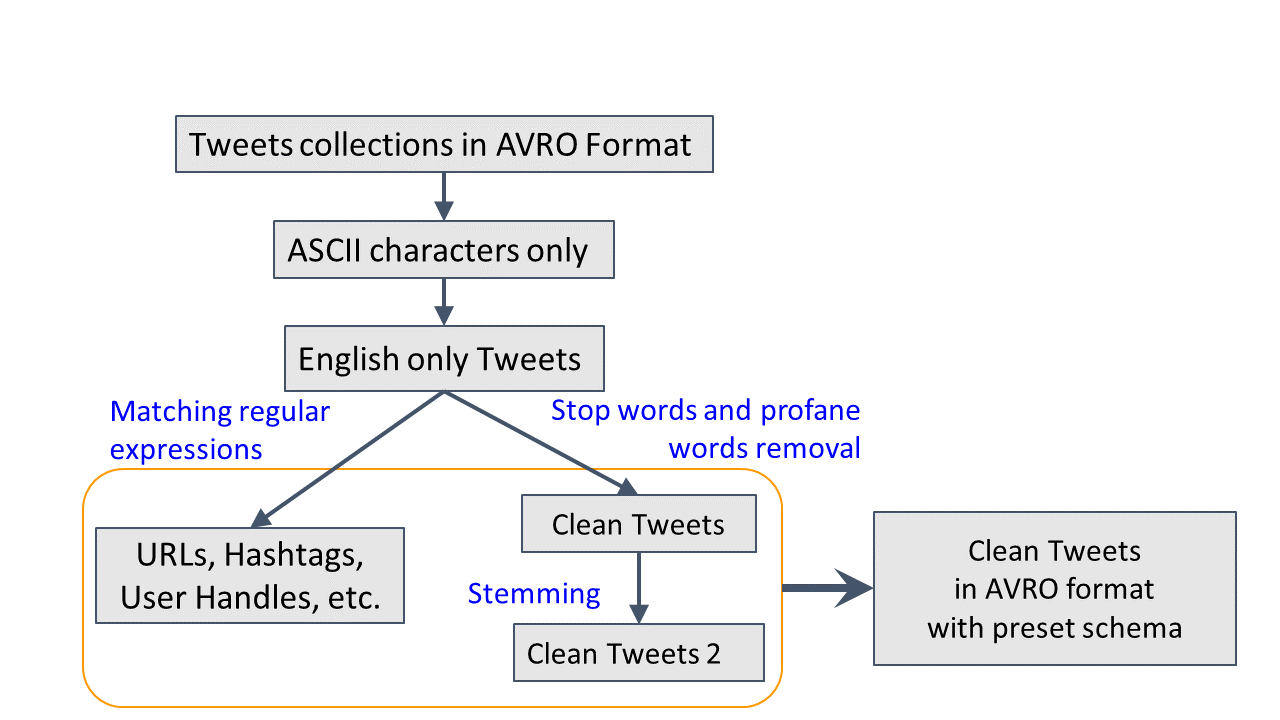 Tweets collections in AVRO Format
ASCII characters only
English only Tweets
Matching regular
expressions
Stop words and profane
words removal
URLs, Hashtags,
User Handles, etc.
Clean Tweets
Stemming
Clean Tweets 2
Clean Tweets
in AVRO format
with preset schema